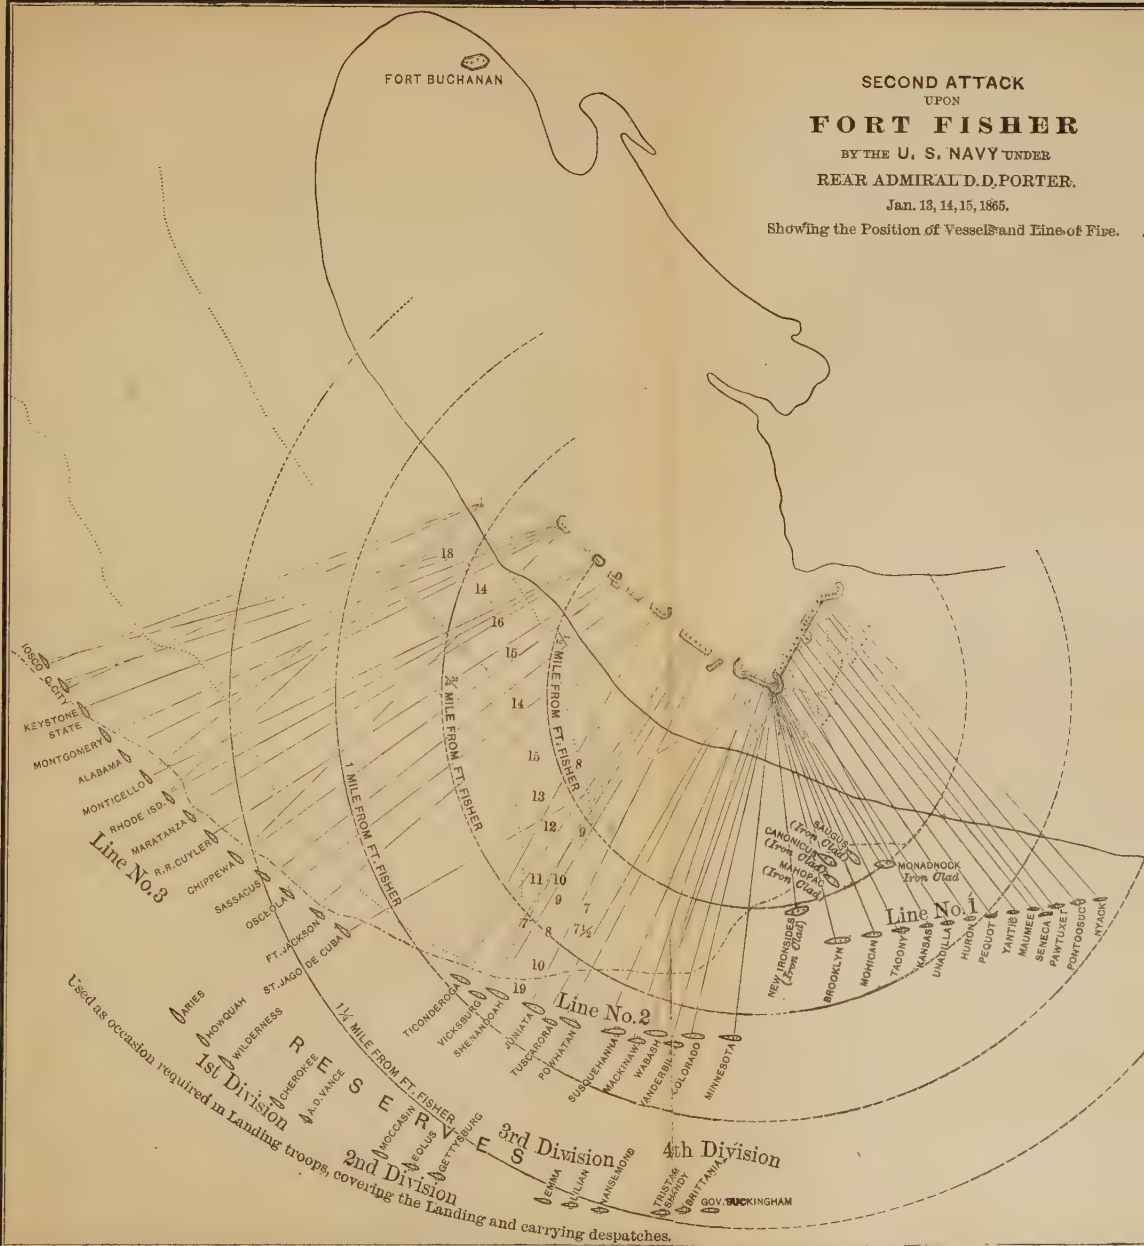 FORT BUCHANAN
SECOND ATTACK
UPON
FORT FISHER
BY THE U. S. NAVY UNDER
REAR ADMIRAL D.D. PORTER.
Jan. 13, 14, 15, 1865.
Showing the Position of Vessels and Line of Fire.
18
14
16
15
14
15
8
13
12
9
11
10
9
7
7
8
7½
10
19
½ MILE FROM FT. FISHER
¾ MILE FROM FT. FISHER
1 MILE FROM FT. FISHER
1¼ MILE FROM FT. FISHER
IOSCO
Q. CITY
KEYSTONE
STATE
MONTGOMERY
ALABAMA
MONTICELLO
RHODE ISD.
MARATANZA
R.R. CUYLER
CHIPPEWA
SASSACUS
OSCEOLA
FT. JACKSON
ST. JAGO DE CUBA
Line No. 3
SAUGUS
(Iron Clad)
CANONICUS
(Iron Clad)
MAHOPAC
(Iron Clad)
MONADNOCK
Iron Clad
Line No. 1
NEW IRONSIDES
(Iron Clad)
BROOKLYN
MOHICAN
TACONY
KANSAS
UNADILLA
HURON
PEQUOT
YANTIC
MAUMEE
SENECA
PAWTUXET
PONTOOSUC
NYACK
Line No. 2
TICONDEROGA
VICKSBURG
SHENANDOAH
JUNIATA
TUSCARORA
POWHATAN
SUSQUEHANNA
MACKINAW
WABASH
VANDERBILT
COLORADO
MINNESOTA
RESERVES
ARIES
HOWQUAH
WILDERNESS
1st Division
CHEROKEE
A.D. VANCE
MOCCASIN
EOLUS
GETTYSBURG
2nd Division
3rd Division
EMMA
LILIAN
NANSEMOND
4th Division
TRISTAM
SHANDY
BRITTANIA
GOV. BUCKINGHAM
Used as occasion required in Landing troops, covering the Landing and carrying despatches.